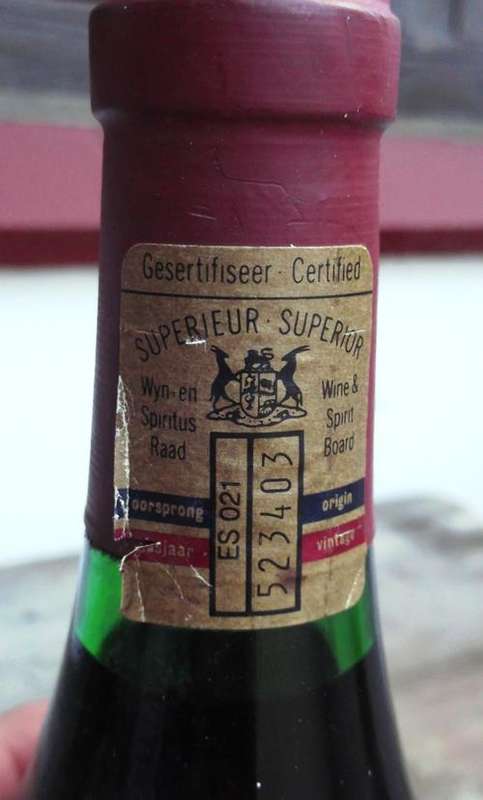 Gesertifiseer · Certified
SUPERIEUR · SUPERIOR
Wyn- en
Spiritus
Raad
Wine &
Spirit
Board
oorsprong
origin
vintage
ES 021
523403